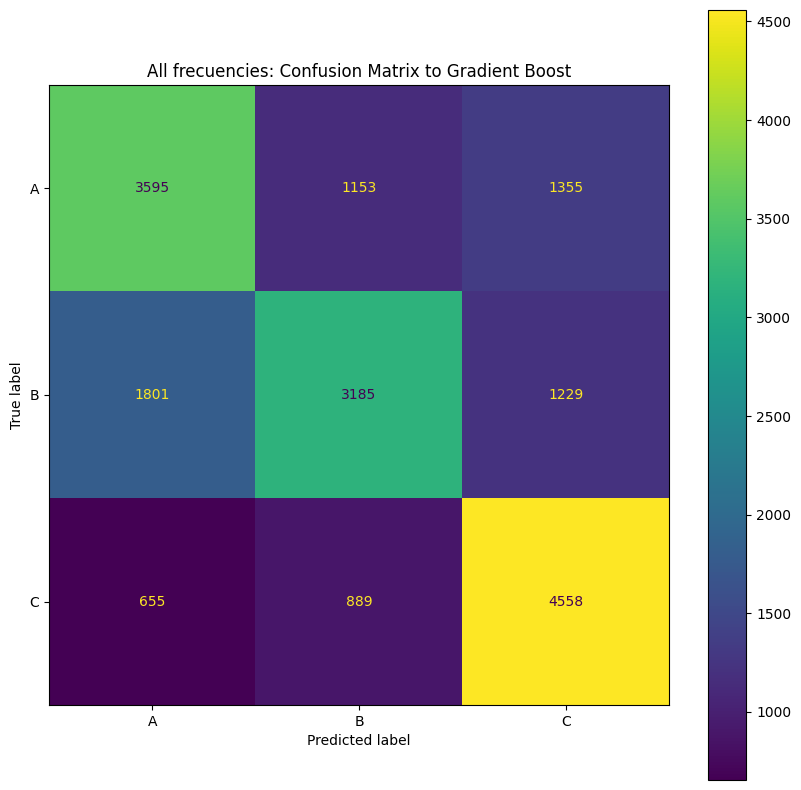 All frecuencies: Confusion Matrix to Gradient Boost
A 3595 1153 1355
B 1801 3185 1229
C 655 889 4558
A B C
Predicted label
True label
4500
4000
3500
3000
2500
2000
1500
1000